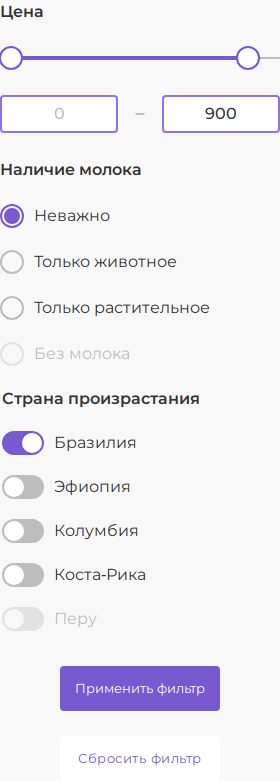 Цена
0 – 900
Наличие молока
Неважно
Только животное
Только растительное
Без молока
Страна произрастания
Бразилия
Эфиопия
Колумбия
Коста-Рика
Перу
Применить фильтр
Сбросить фильтр